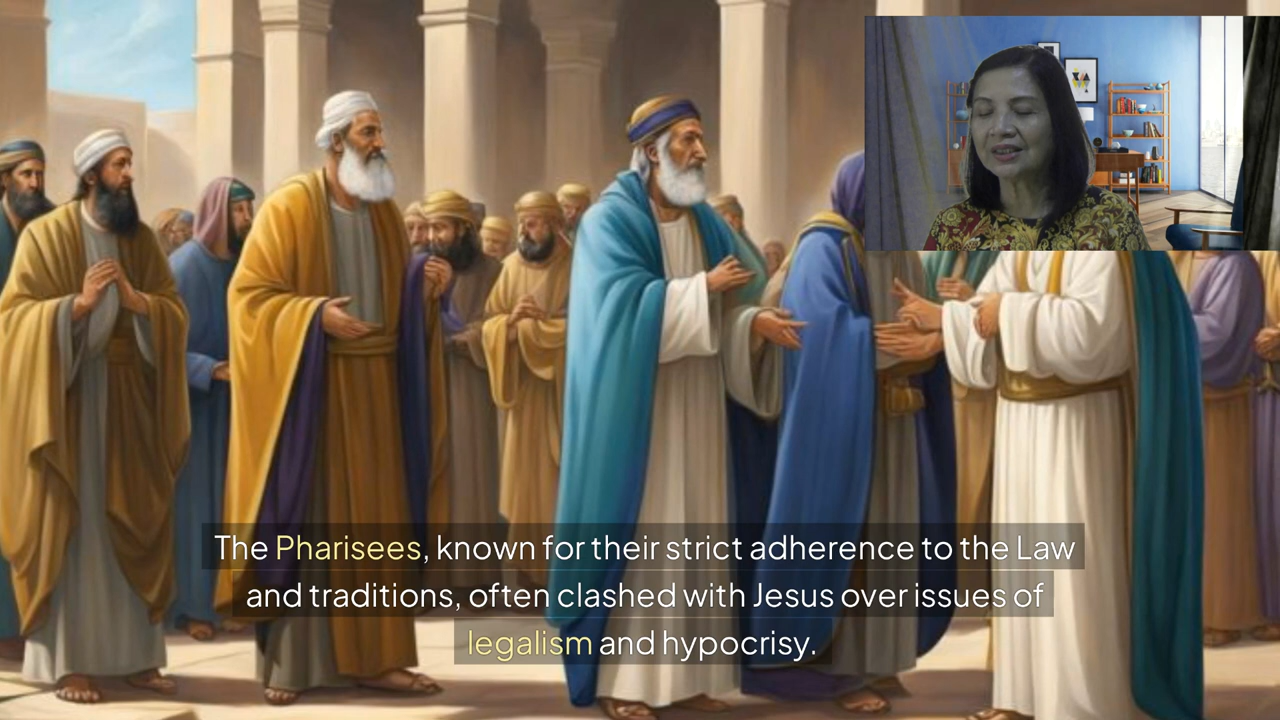 The Pharisees, known for their strict adherence to the Law
and traditions, often clashed with Jesus over issues of
legalism and hypocrisy.